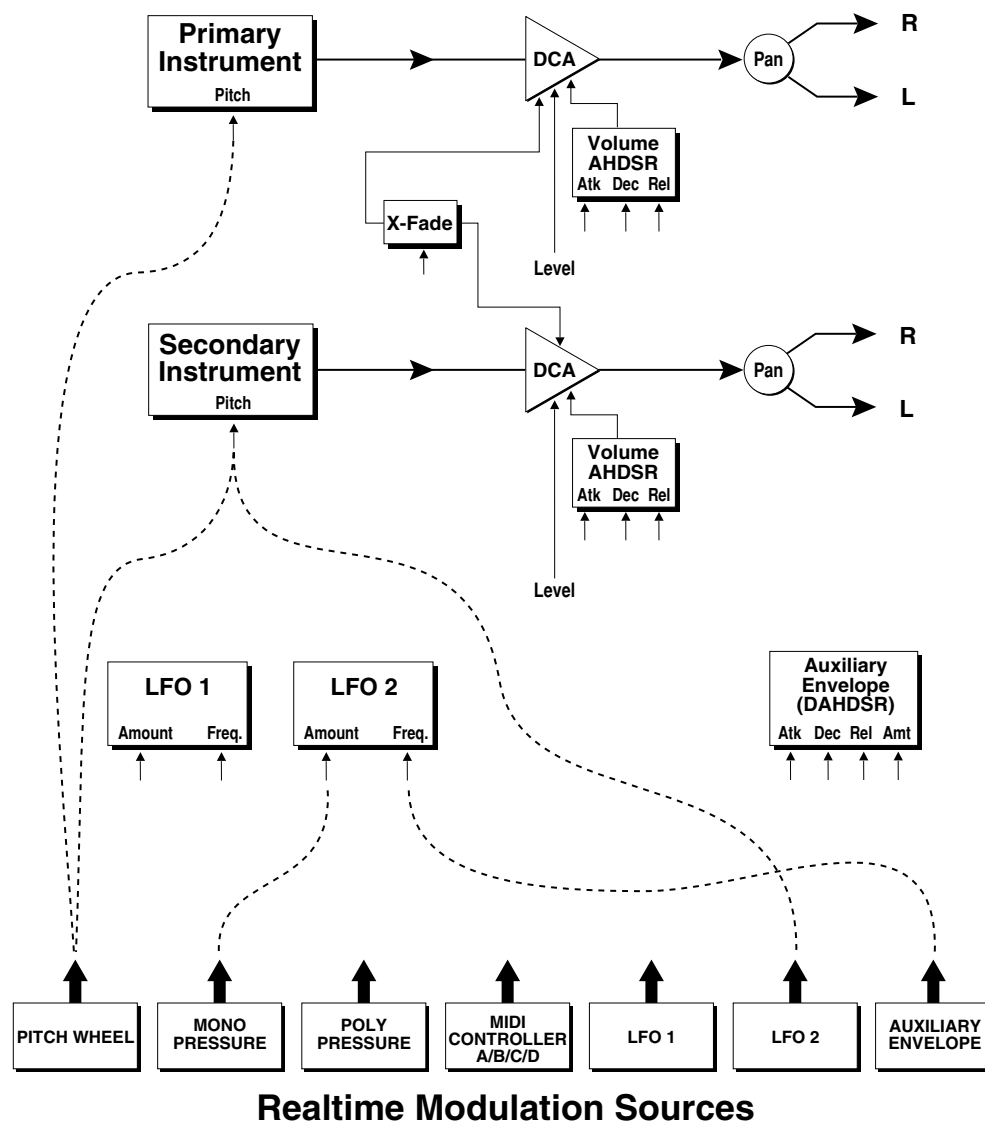 Primary
Instrument
Pitch
DCA
Pan
R
L
Volume
AHDSR
Atk Dec Rel
X-Fade
Level
Secondary
Instrument
Pitch
DCA
Pan
R
L
Volume
AHDSR
Atk Dec Rel
Level
LFO 1
Amount Freq.
LFO 2
Amount Freq.
Auxiliary
Envelope
(DAHDSR)
Atk Dec Rel Amt
PITCH WHEEL
MONO
PRESSURE
POLY
PRESSURE
MIDI
CONTROLLER
A/B/C/D
LFO 1
LFO 2
AUXILIARY
ENVELOPE
Realtime Modulation Sources